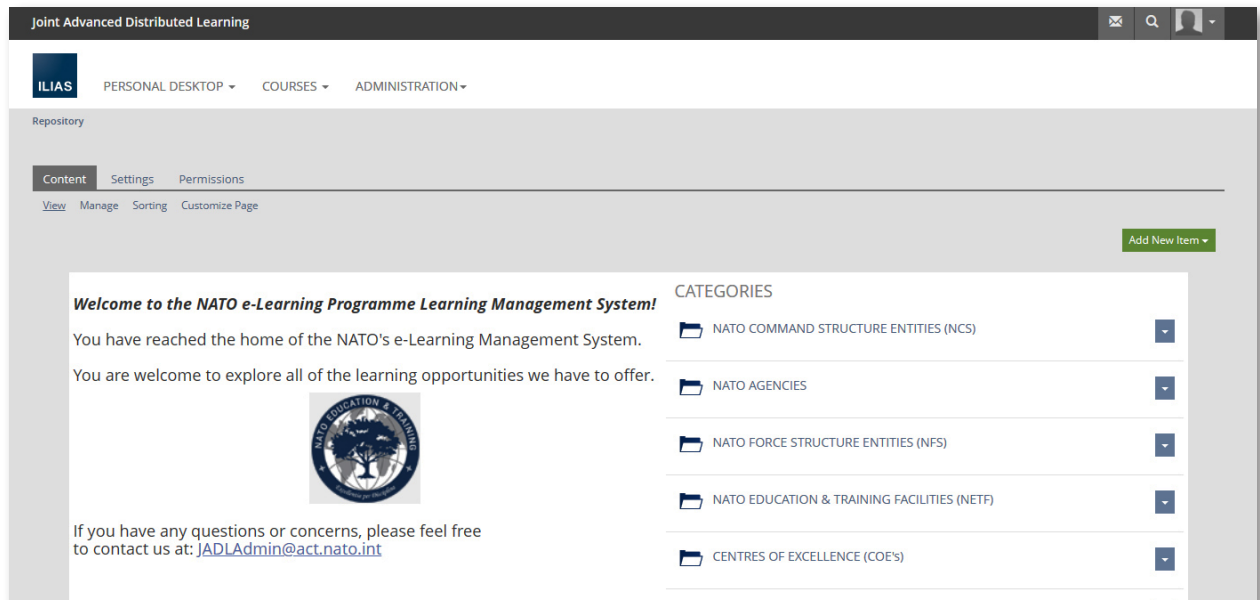 Joint Advanced Distributed Learning
ILIAS
PERSONAL DESKTOP
COURSES
ADMINISTRATION
Repository
Content
Settings
Permissions
View
Manage
Sorting
Customize Page
Add New Item
Welcome to the NATO e-Learning Programme Learning Management System!
You have reached the home of the NATO's e-Learning Management System.
You are welcome to explore all of the learning opportunities we have to offer.
NATO EDUCATION & TRAINING
If you have any questions or concerns, please feel free
to contact us at: JADLAdmin@act.nato.int
CATEGORIES
NATO COMMAND STRUCTURE ENTITIES (NCS)
NATO AGENCIES
NATO FORCE STRUCTURE ENTITIES (NFS)
NATO EDUCATION & TRAINING FACILITIES (NETF)
CENTRES OF EXCELLENCE (COE's)